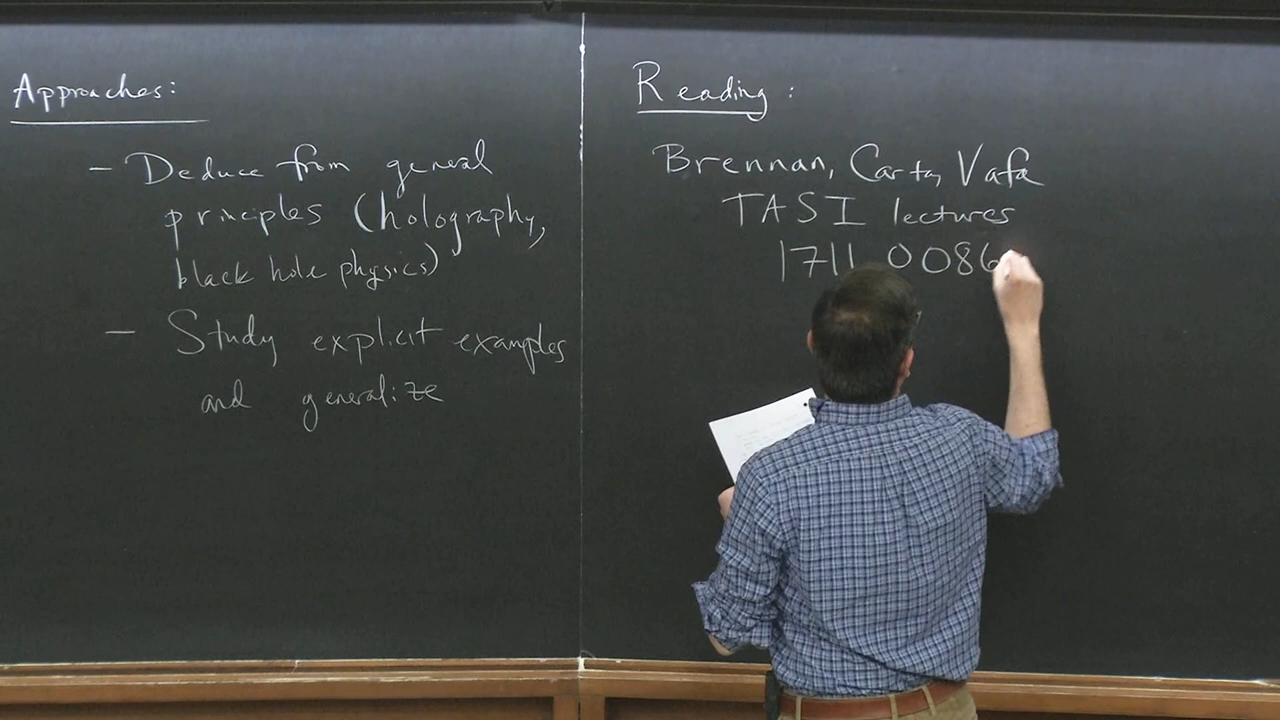 Approaches:
- Deduce from general
principles (holography,
black hole physics)
- Study explicit examples
and generalize
Reading:
Brennan, Carta, Vafa
TASI lectures
1711 0086